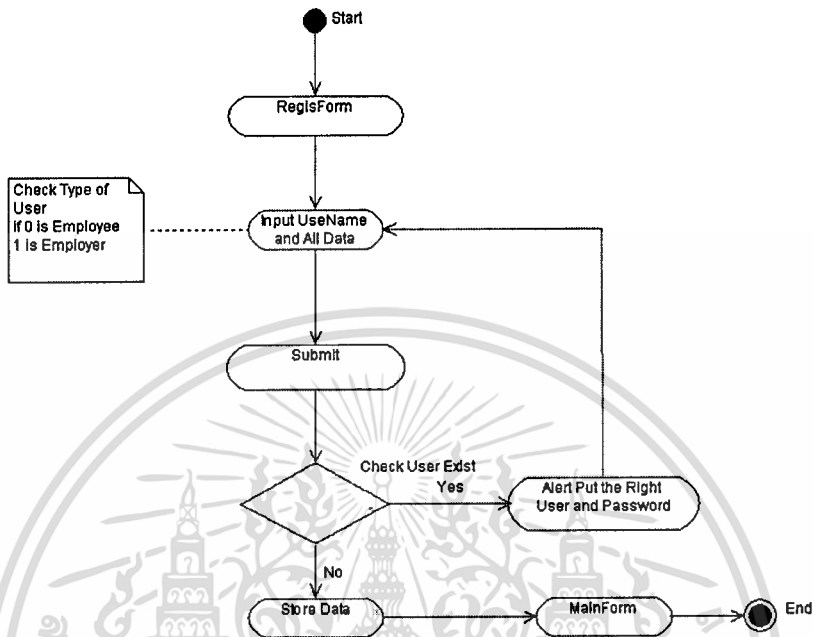 Start
RegisForm
Check Type of
User
if 0 is Employee
1 is Employer
Input UseName
and All Data
Submit
Check User Exist
Yes
Alert Put the Right
User and Password
No
Store Data
MainForm
End